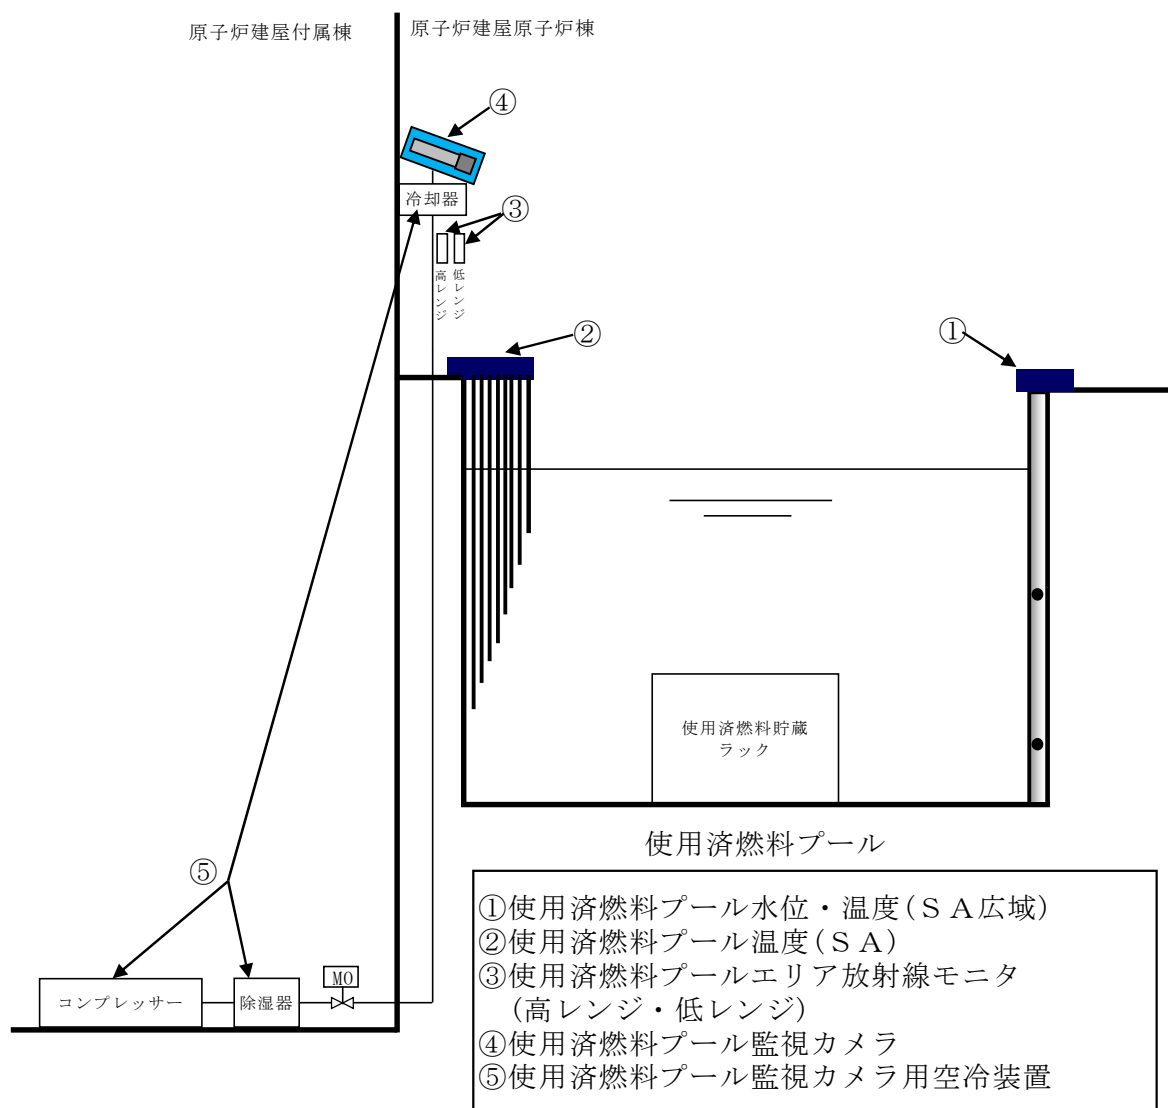 原子炉建屋付属棟
原子炉建屋原子炉棟
④
冷却器
③
高レンジ
低レンジ
②
①
使用済燃料貯蔵
ラック
使用済燃料プール
⑤
MO
コンプレッサー
除湿器
①使用済燃料プール水位・温度(ＳＡ広域)
②使用済燃料プール温度(ＳＡ)
③使用済燃料プールエリア放射線モニタ
(高レンジ・低レンジ)
④使用済燃料プール監視カメラ
⑤使用済燃料プール監視カメラ用空冷装置